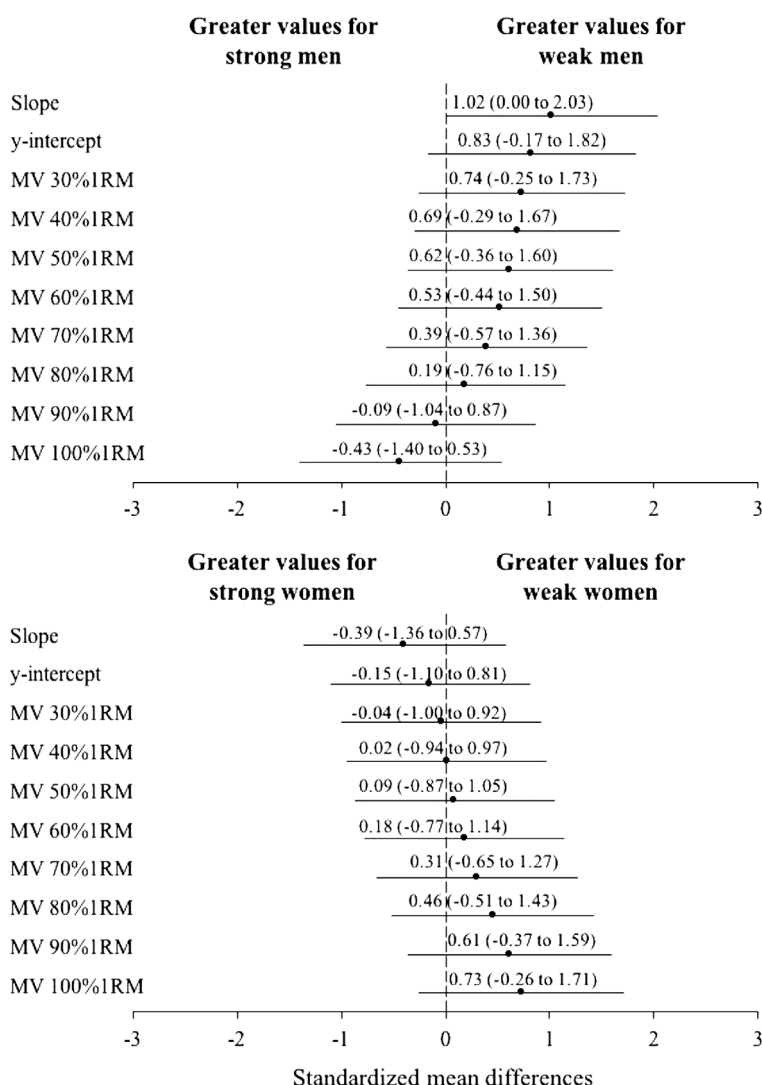 Greater values for Greater values for
strong men weak men
Slope 1.02 (0.00 to 2.03)
y-intercept 0.83 (-0.17 to 1.82)
MV 30%1RM 0.74 (-0.25 to 1.73)
MV 40%1RM 0.69 (-0.29 to 1.67)
MV 50%1RM 0.62 (-0.36 to 1.60)
MV 60%1RM 0.53 (-0.44 to 1.50)
MV 70%1RM 0.39 (-0.57 to 1.36)
MV 80%1RM 0.19 (-0.76 to 1.15)
MV 90%1RM -0.09 (-1.04 to 0.87)
MV 100%1RM -0.43 (-1.40 to 0.53)
-3 -2 -1 0 1 2 3
Greater values for Greater values for
strong women weak women
Slope -0.39 (-1.36 to 0.57)
y-intercept -0.15 (-1.10 to 0.81)
MV 30%1RM -0.04 (-1.00 to 0.92)
MV 40%1RM 0.02 (-0.94 to 0.97)
MV 50%1RM 0.09 (-0.87 to 1.05)
MV 60%1RM 0.18 (-0.77 to 1.14)
MV 70%1RM 0.31 (-0.65 to 1.27)
MV 80%1RM 0.46 (-0.51 to 1.43)
MV 90%1RM 0.61 (-0.37 to 1.59)
MV 100%1RM 0.73 (-0.26 to 1.71)
-3 -2 -1 0 1 2 3
Standardized mean differences